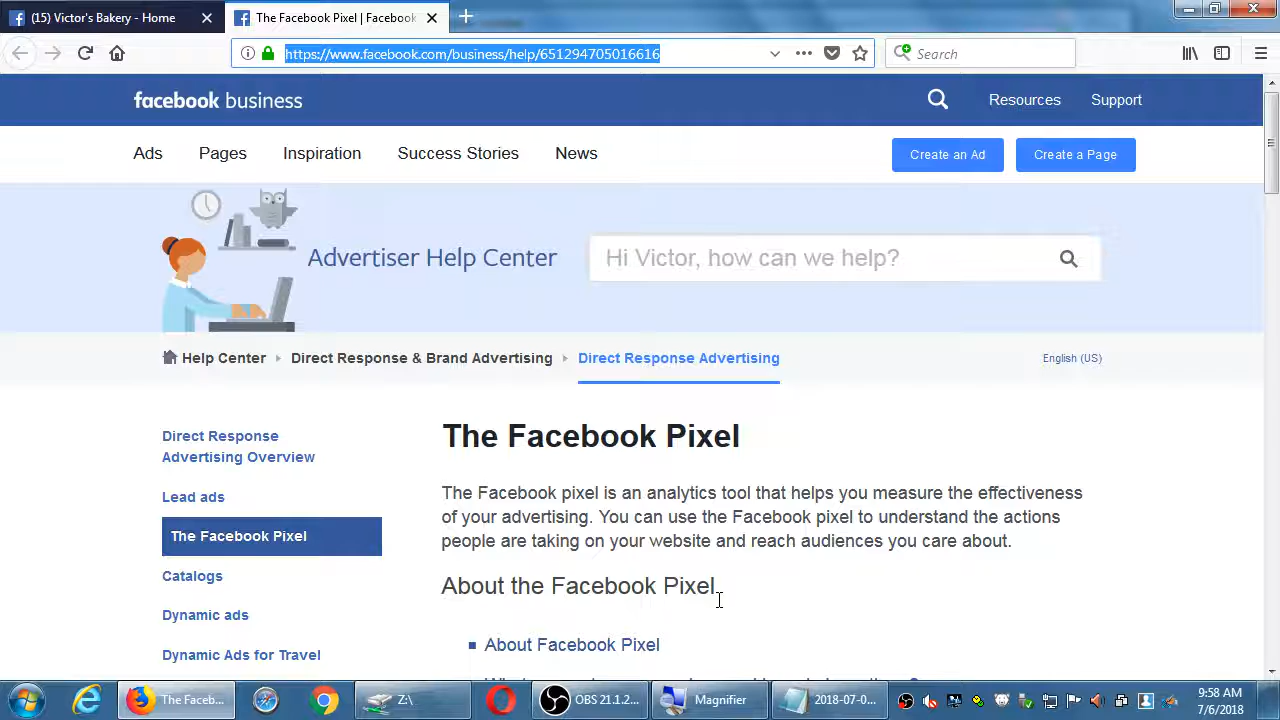 (15) Victor's Bakery - Home
The Facebook Pixel | Facebook
https://www.facebook.com/business/help/651294705016616
Search
facebook business
Resources
Support
Ads
Pages
Inspiration
Success Stories
News
Create an Ad
Create a Page
Advertiser Help Center
Hi Victor, how can we help?
Help Center
Direct Response & Brand Advertising
Direct Response Advertising
English (US)
Direct Response
Advertising Overview
Lead ads
The Facebook Pixel
Catalogs
Dynamic ads
Dynamic Ads for Travel
The Facebook Pixel
The Facebook pixel is an analytics tool that helps you measure the effectiveness
of your advertising. You can use the Facebook pixel to understand the actions
people are taking on your website and reach audiences you care about.
About the Facebook Pixel
About Facebook Pixel
The Faceb...
Z:\
OBS 21.1.2...
Magnifier
2018-07-0...
9:58 AM
7/6/2018